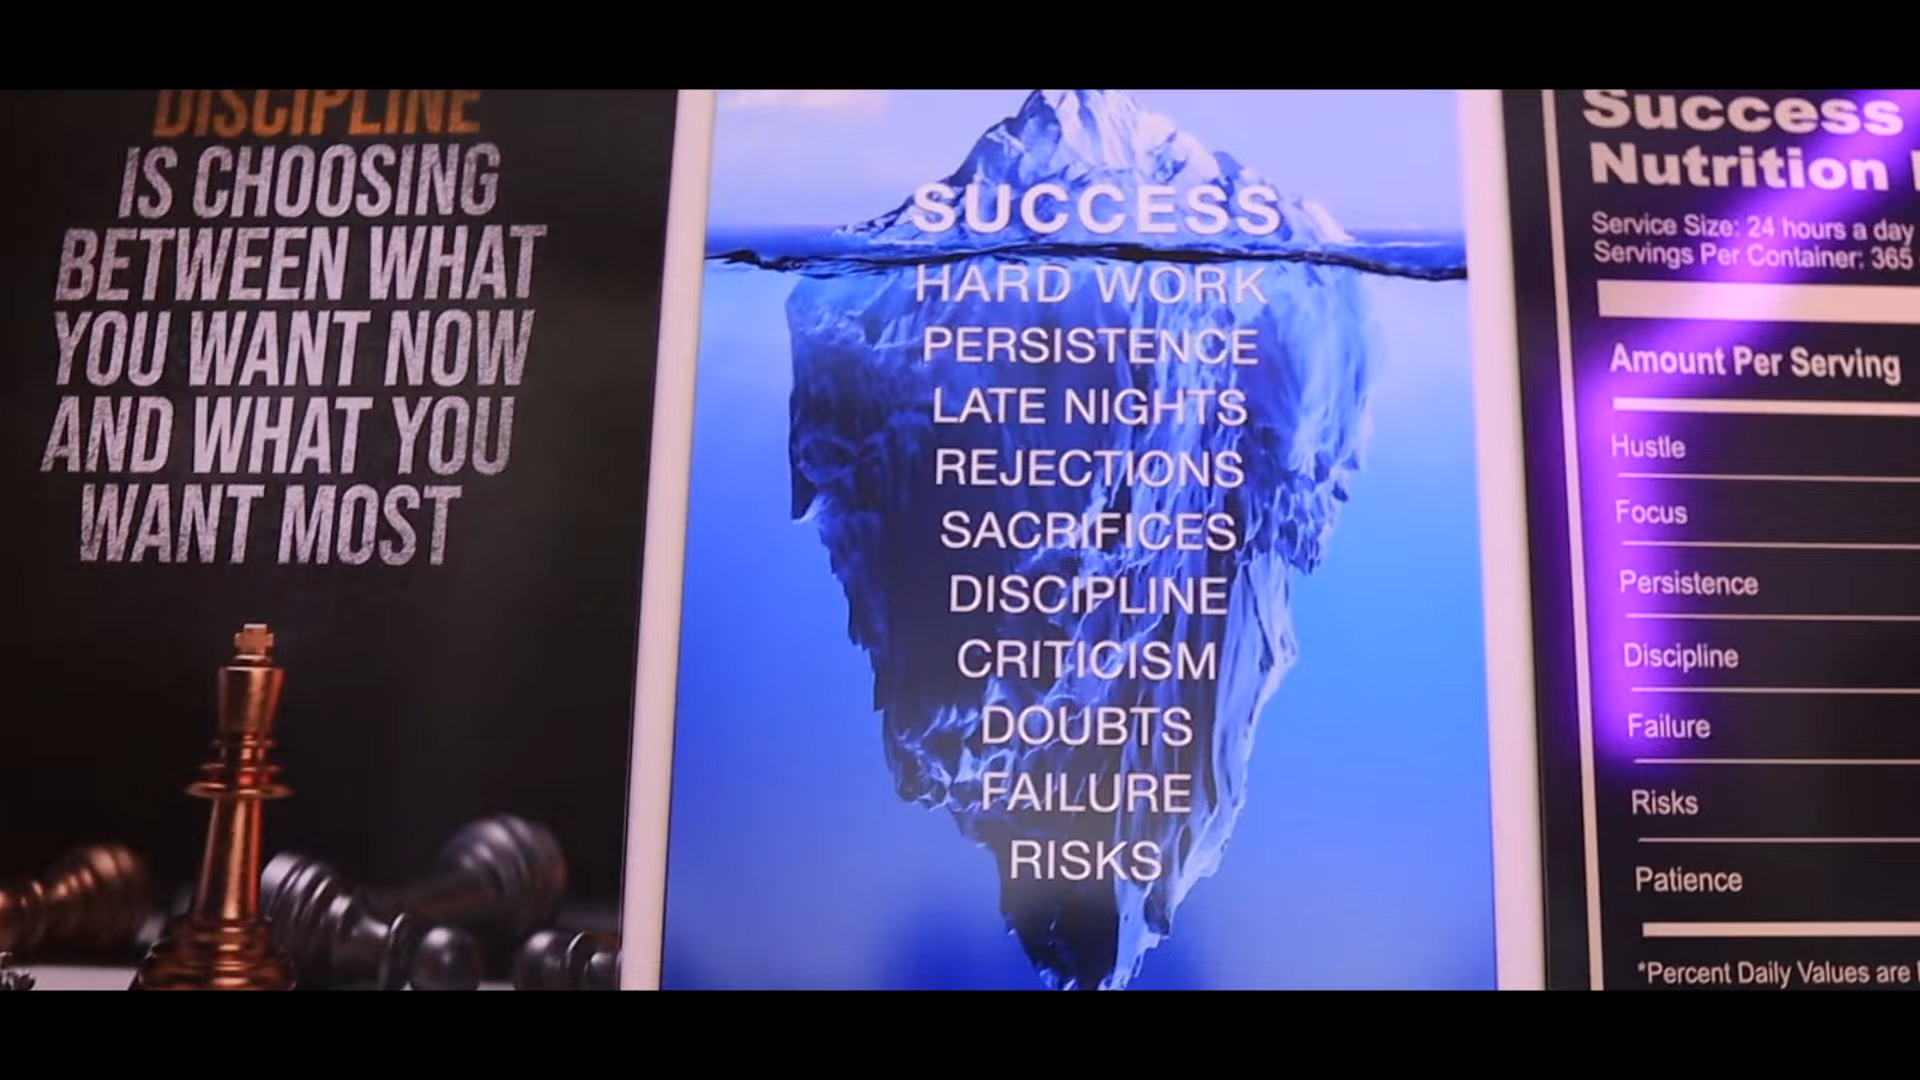 DISCIPLINE
IS CHOOSING
BETWEEN WHAT
YOU WANT NOW
AND WHAT YOU
WANT MOST
SUCCESS
HARD WORK
PERSISTENCE
LATE NIGHTS
REJECTIONS
SACRIFICES
DISCIPLINE
CRITICISM
DOUBTS
FAILURE
RISKS
Success
Nutrition
Service Size: 24 hours a day
Servings Per Container: 365
Amount Per Serving
Hustle
Focus
Persistence
Discipline
Failure
Risks
Patience
*Percent Daily Values are